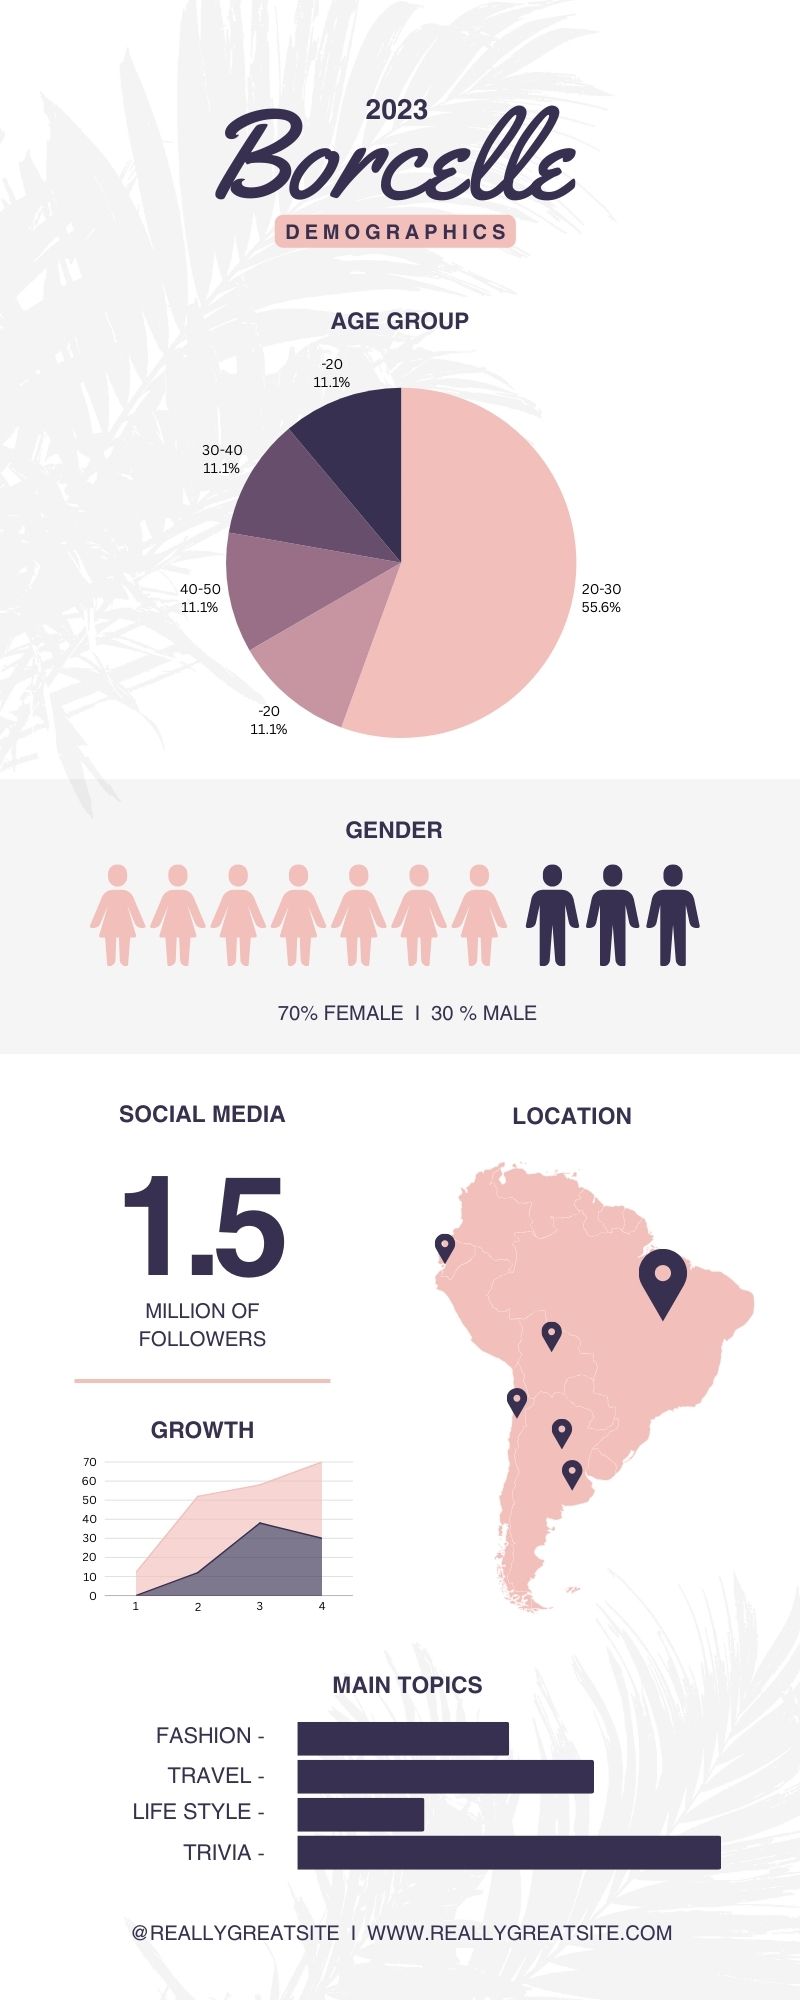 2023
Borcelle
DEMOGRAPHICS
AGE GROUP
-20
11.1%
30-40
11.1%
40-50
11.1%
20-30
55.6%
-20
11.1%
GENDER
70% FEMALE I 30 % MALE
SOCIAL MEDIA
1.5
MILLION OF
FOLLOWERS
GROWTH
70
60
50
40
30
20
10
0
1 2 3 4
LOCATION
MAIN TOPICS
FASHION -
TRAVEL -
LIFE STYLE -
TRIVIA -
@REALLYGREATSITE I WWW.REALLYGREATSITE.COM